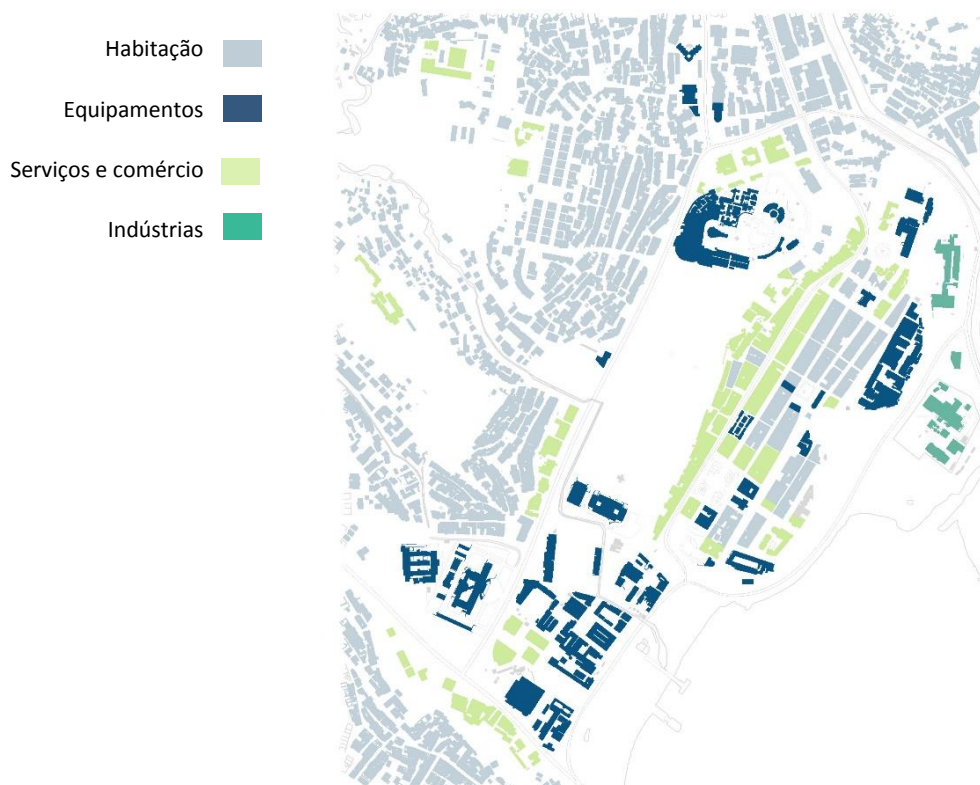 Habitação
Equipamentos
Serviços e comércio
Indústrias